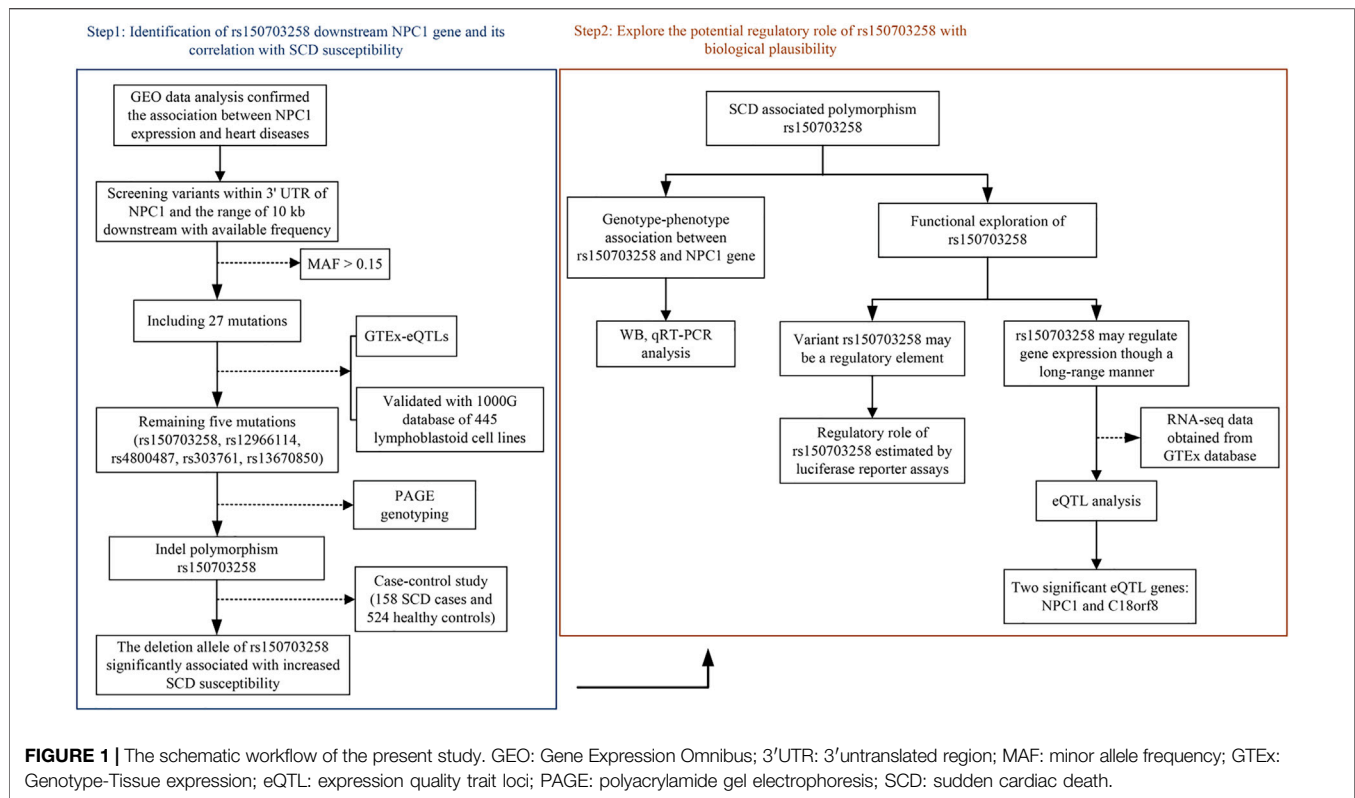 Step1: Identification of rs150703258 downstream NPC1 gene and its
correlation with SCD susceptibility
GEO data analysis confirmed
the association between NPC1
expression and heart diseases
Screening variants within 3' UTR of
NPC1 and the range of 10 kb
downstream with available frequency
MAF > 0.15
Including 27 mutations
GTEx-eQTLs
Validated with 1000G
database of 445
lymphoblastoid cell lines
Remaining five mutations
(rs150703258, rs12966114,
rs4800487, rs303761, rs13670850)
PAGE
genotyping
Indel polymorphism
rs150703258
Case-control study
(158 SCD cases and
524 healthy controls)
The deletion allele of rs150703258
significantly associated with increased
SCD susceptibility
Step2: Explore the potential regulatory role of rs150703258 with
biological plausibility
SCD associated polymorphism
rs150703258
Genotype-phenotype
association between
rs150703258 and NPC1 gene
WB, qRT-PCR
analysis
Functional exploration of
rs150703258
Variant rs150703258 may
be a regulatory element
Regulatory role of
rs150703258 estimated by
luciferase reporter assays
rs150703258 may regulate
gene expression though a
long-range manner
RNA-seq data
obtained from
GTEx database
eQTL analysis
Two significant eQTL genes:
NPC1 and C18orf8
FIGURE 1 | The schematic workflow of the present study. GEO: Gene Expression Omnibus; 3′UTR: 3′untranslated region; MAF: minor allele frequency; GTEx:
Genotype-Tissue expression; eQTL: expression quality trait loci; PAGE: polyacrylamide gel electrophoresis; SCD: sudden cardiac death.